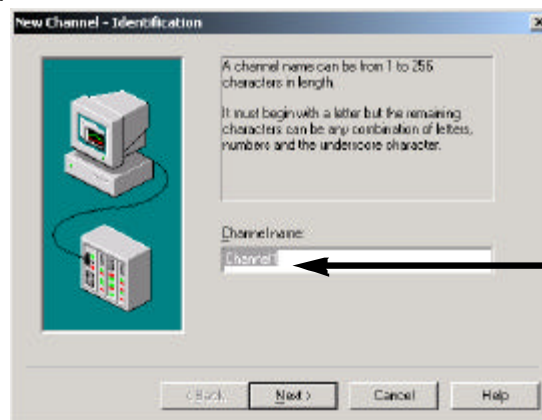 New Channel - Identification
A channel name can be from 1 to 256
characters in length.
It must begin with a letter but the remaining
characters can be any combination of letters,
numbers and the underscore character.
Channel name:
Channel1
< Back
Next >
Cancel
Help